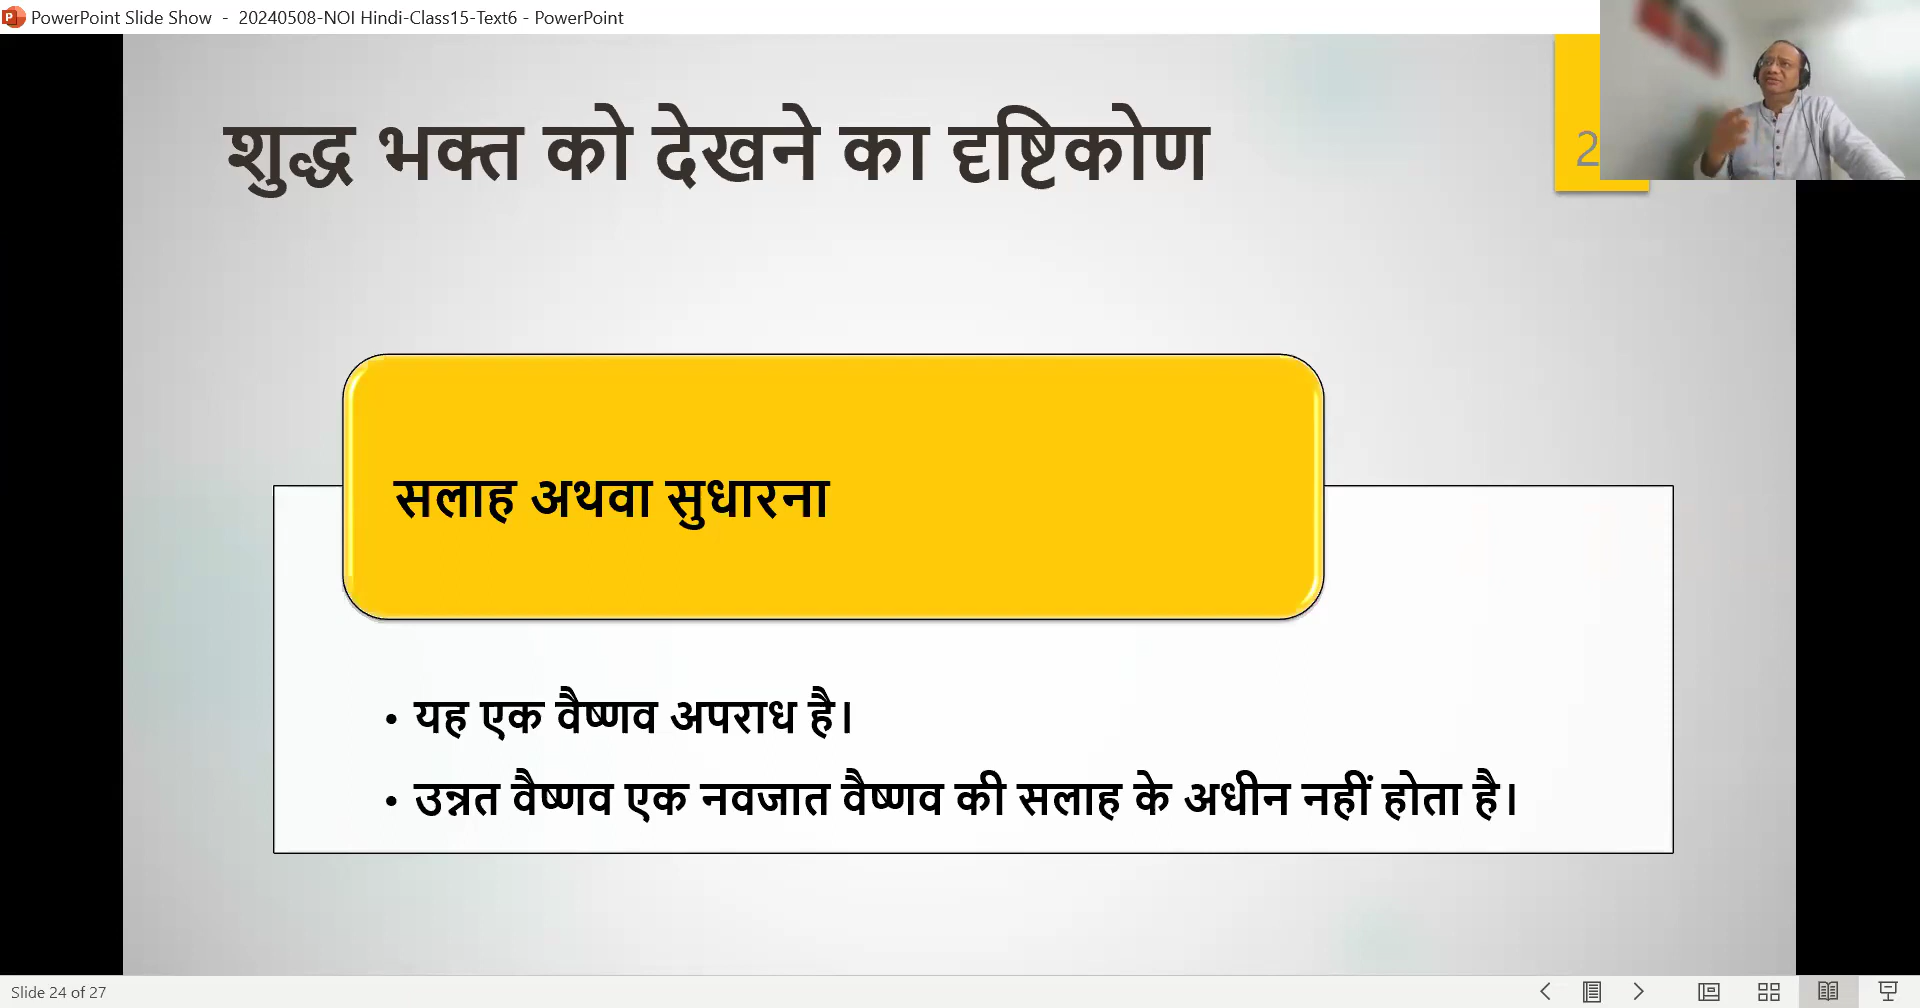 PowerPoint Slide Show - 20240508-NOI Hindi-Class15-Text6 - PowerPoint
शुद्ध भक्त को देखने का दृष्टिकोण
2
सलाह अथवा सुधारना
• यह एक वैष्णव अपराध है।
• उन्नत वैष्णव एक नवजात वैष्णव की सलाह के अधीन नहीं होता है।
Slide 24 of 27